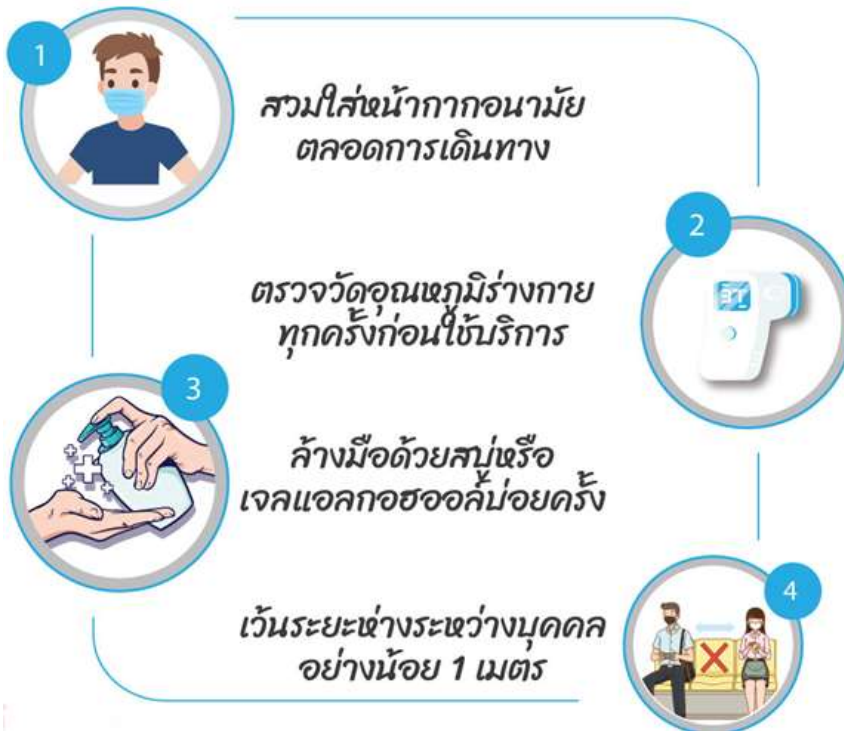 1
สวมใส่หน้ากากอนามัย
ตลอดการเดินทาง
2
37
ตรวจวัดอุณหภูมิร่างกาย
ทุกครั้งก่อนใช้บริการ
3
ล้างมือด้วยสบู่หรือ
เจลแอลกอฮออล์บ่อยครั้ง
4
เว้นระยะห่างระหว่างบุคคล
อย่างน้อย 1 เมตร